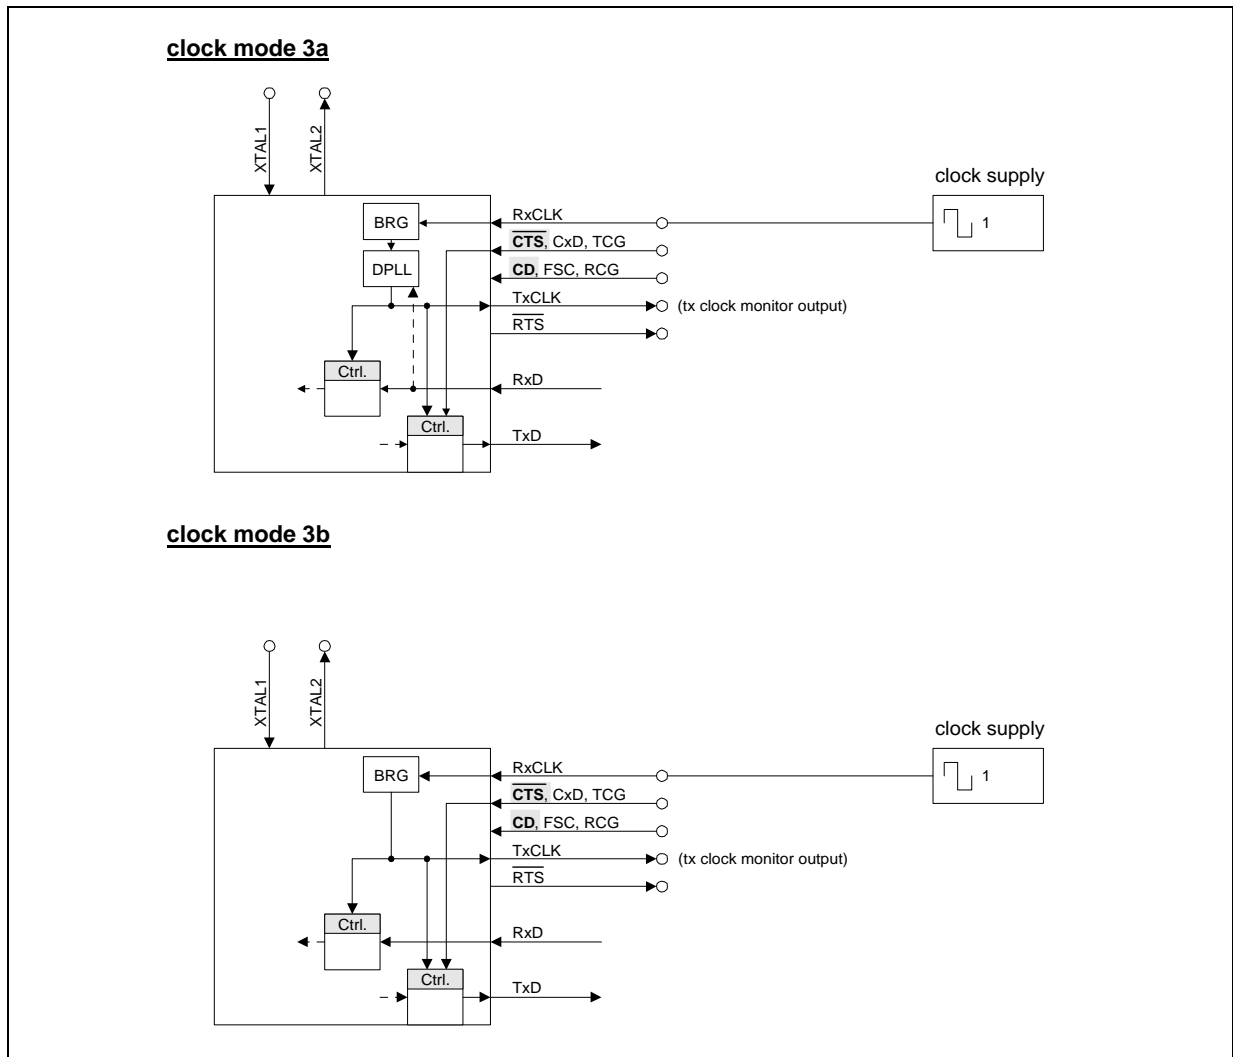 clock mode 3a
XTAL1
XTAL2
clock supply
1
BRG
RxCLK
CTS, CxD, TCG
DPLL
CD, FSC, RCG
TxCLK
(tx clock monitor output)
RTS
Ctrl.
RxD
Ctrl.
TxD
clock mode 3b
XTAL1
XTAL2
clock supply
1
BRG
RxCLK
CTS, CxD, TCG
CD, FSC, RCG
TxCLK
(tx clock monitor output)
RTS
Ctrl.
RxD
Ctrl.
TxD